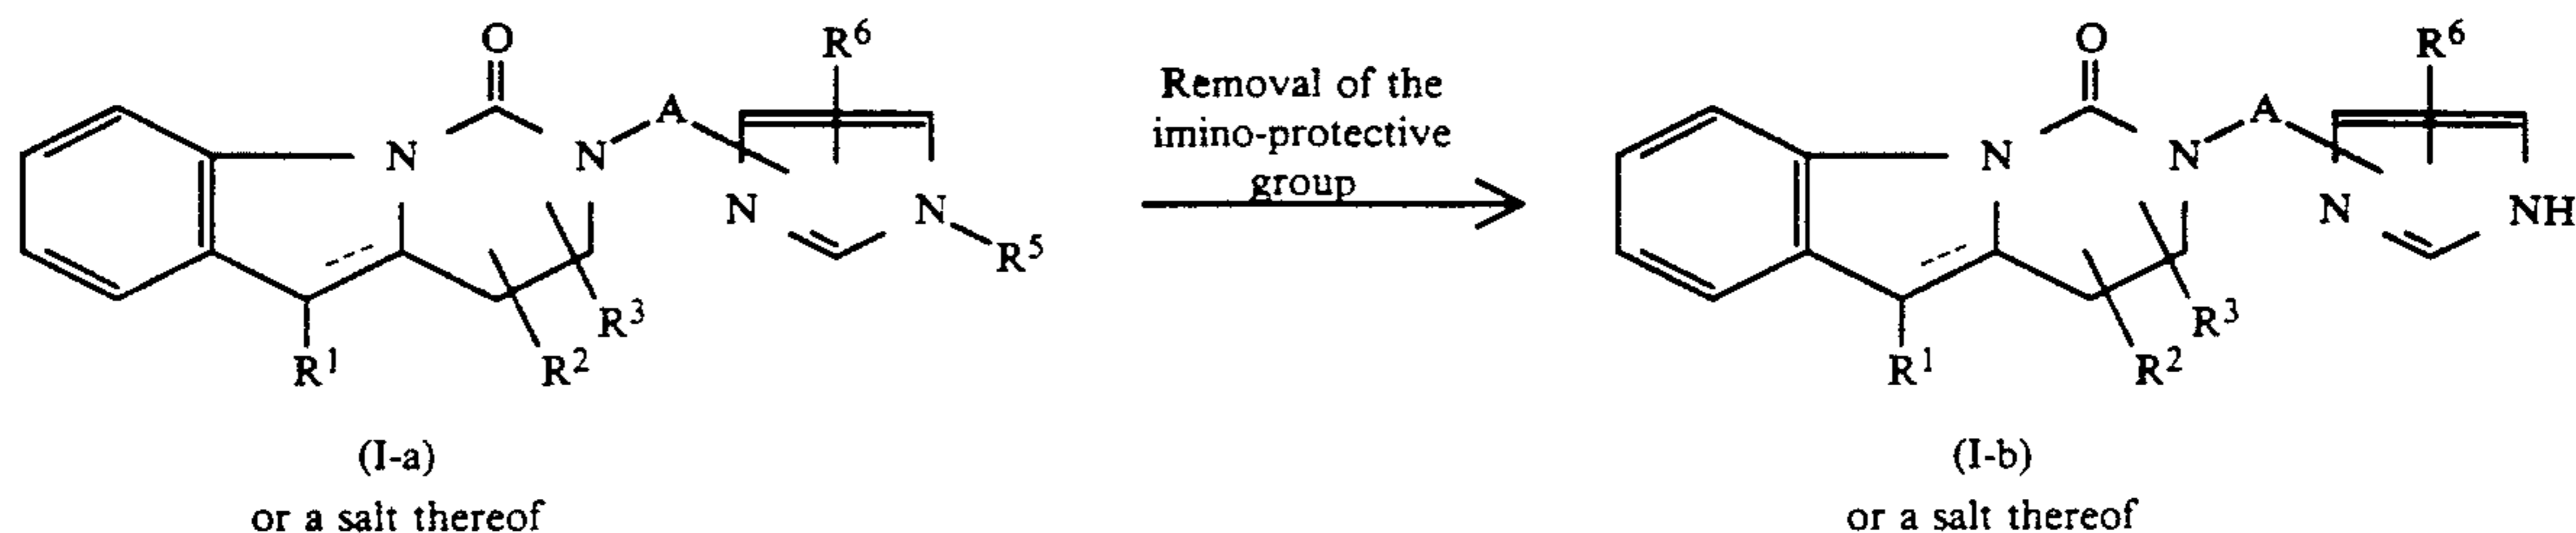 O
R⁶
N
N
A
N
N
R⁵
R¹
R²
R³
(I-a)
or a salt thereof
Removal of the
imino-protective
group
O
R⁶
N
N
A
N
NH
R¹
R²
R³
(I-b)
or a salt thereof